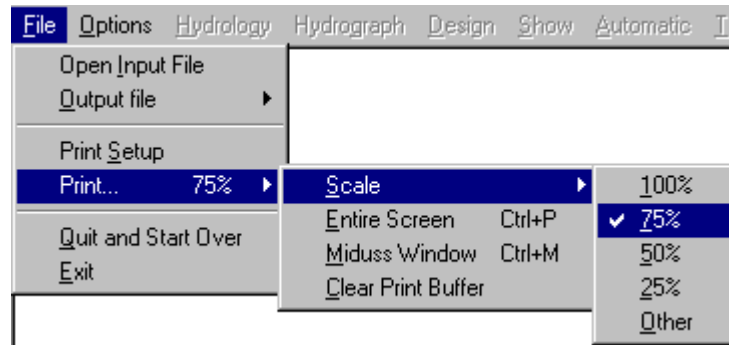 File Options Hydrology Hydrograph Design Show Automatic
Open Input File
Output file
Print Setup
Print... 75%
Quit and Start Over
Exit
Scale
Entire Screen Ctrl+P
Miduss Window Ctrl+M
Clear Print Buffer
100%
75%
50%
25%
Other